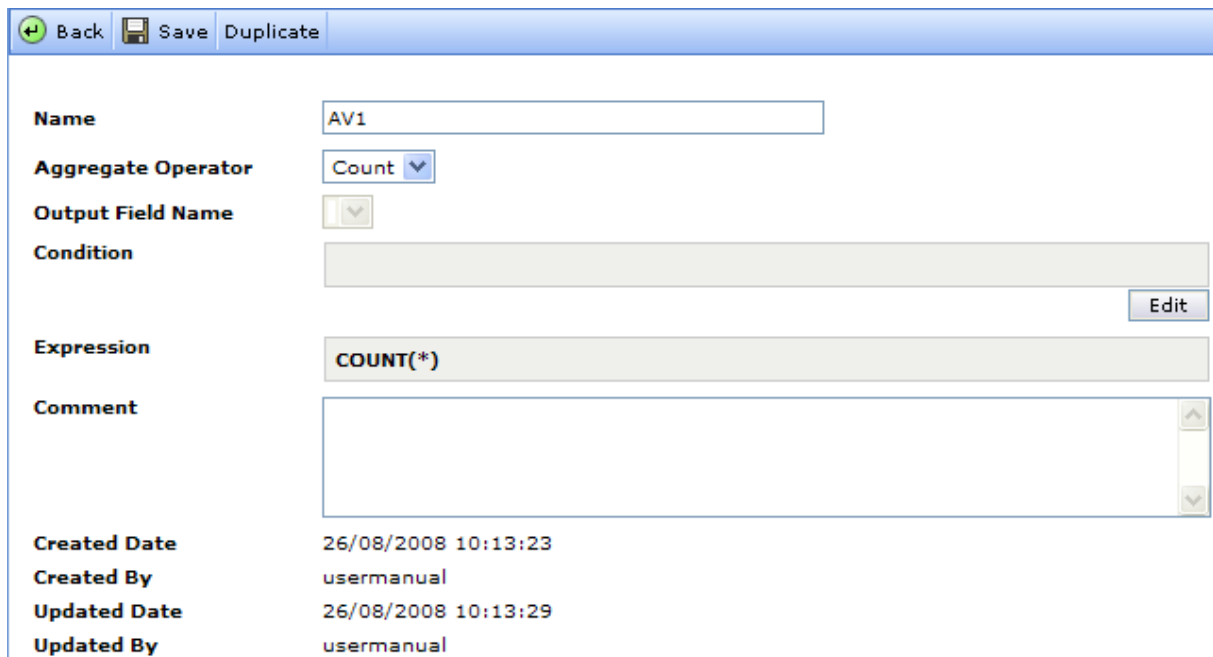 Back Save Duplicate
Name AV1
Aggregate Operator Count
Output Field Name
Condition
Edit
Expression COUNT(*)
Comment
Created Date 26/08/2008 10:13:23
Created By usermanual
Updated Date 26/08/2008 10:13:29
Updated By usermanual